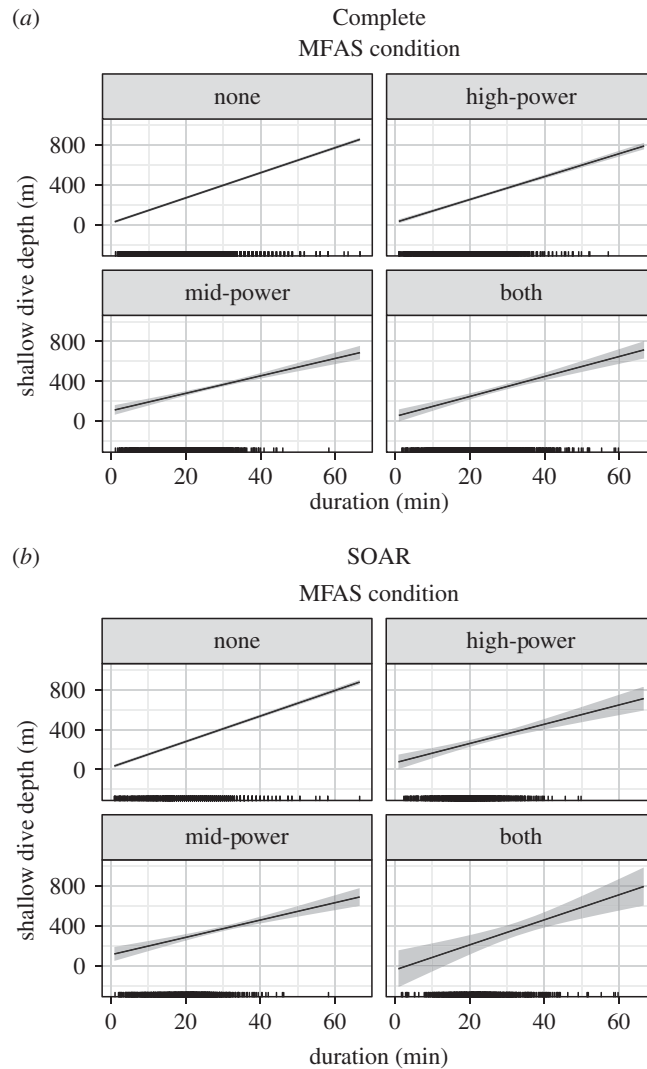 (a) Complete
MFAS condition
none high-power
800
400
0
mid-power both
800
400
0
shallow dive depth (m)
0 20 40 60 0 20 40 60
duration (min)
(b) SOAR
MFAS condition
none high-power
800
400
0
mid-power both
800
400
0
shallow dive depth (m)
0 20 40 60 0 20 40 60
duration (min)